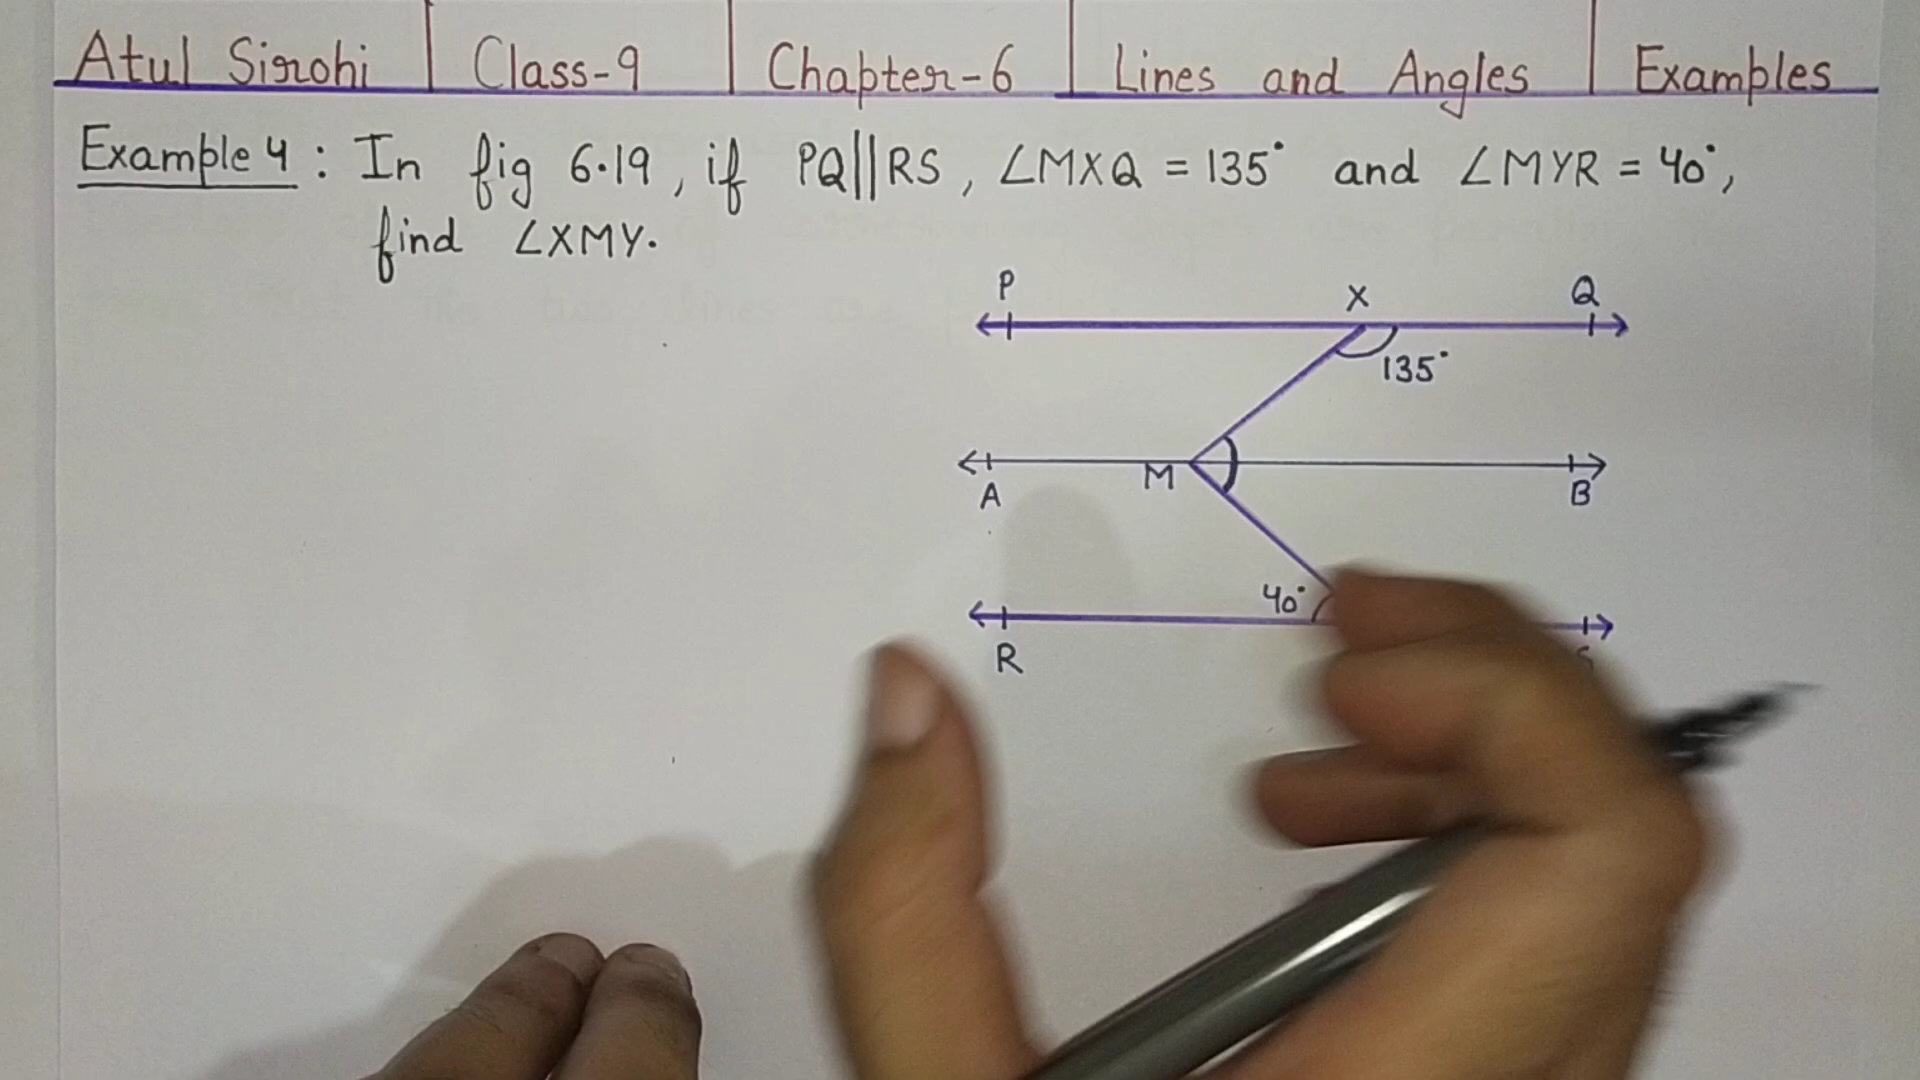 Atul Sirohi | Class-9 | Chapter-6 | Lines and Angles | Examples
Example 4 : In fig 6.19, if PQ||RS, ∠MXQ = 135° and ∠MYR = 40°,
find ∠XMY.
P X Q
135°
M
A B
40°
R